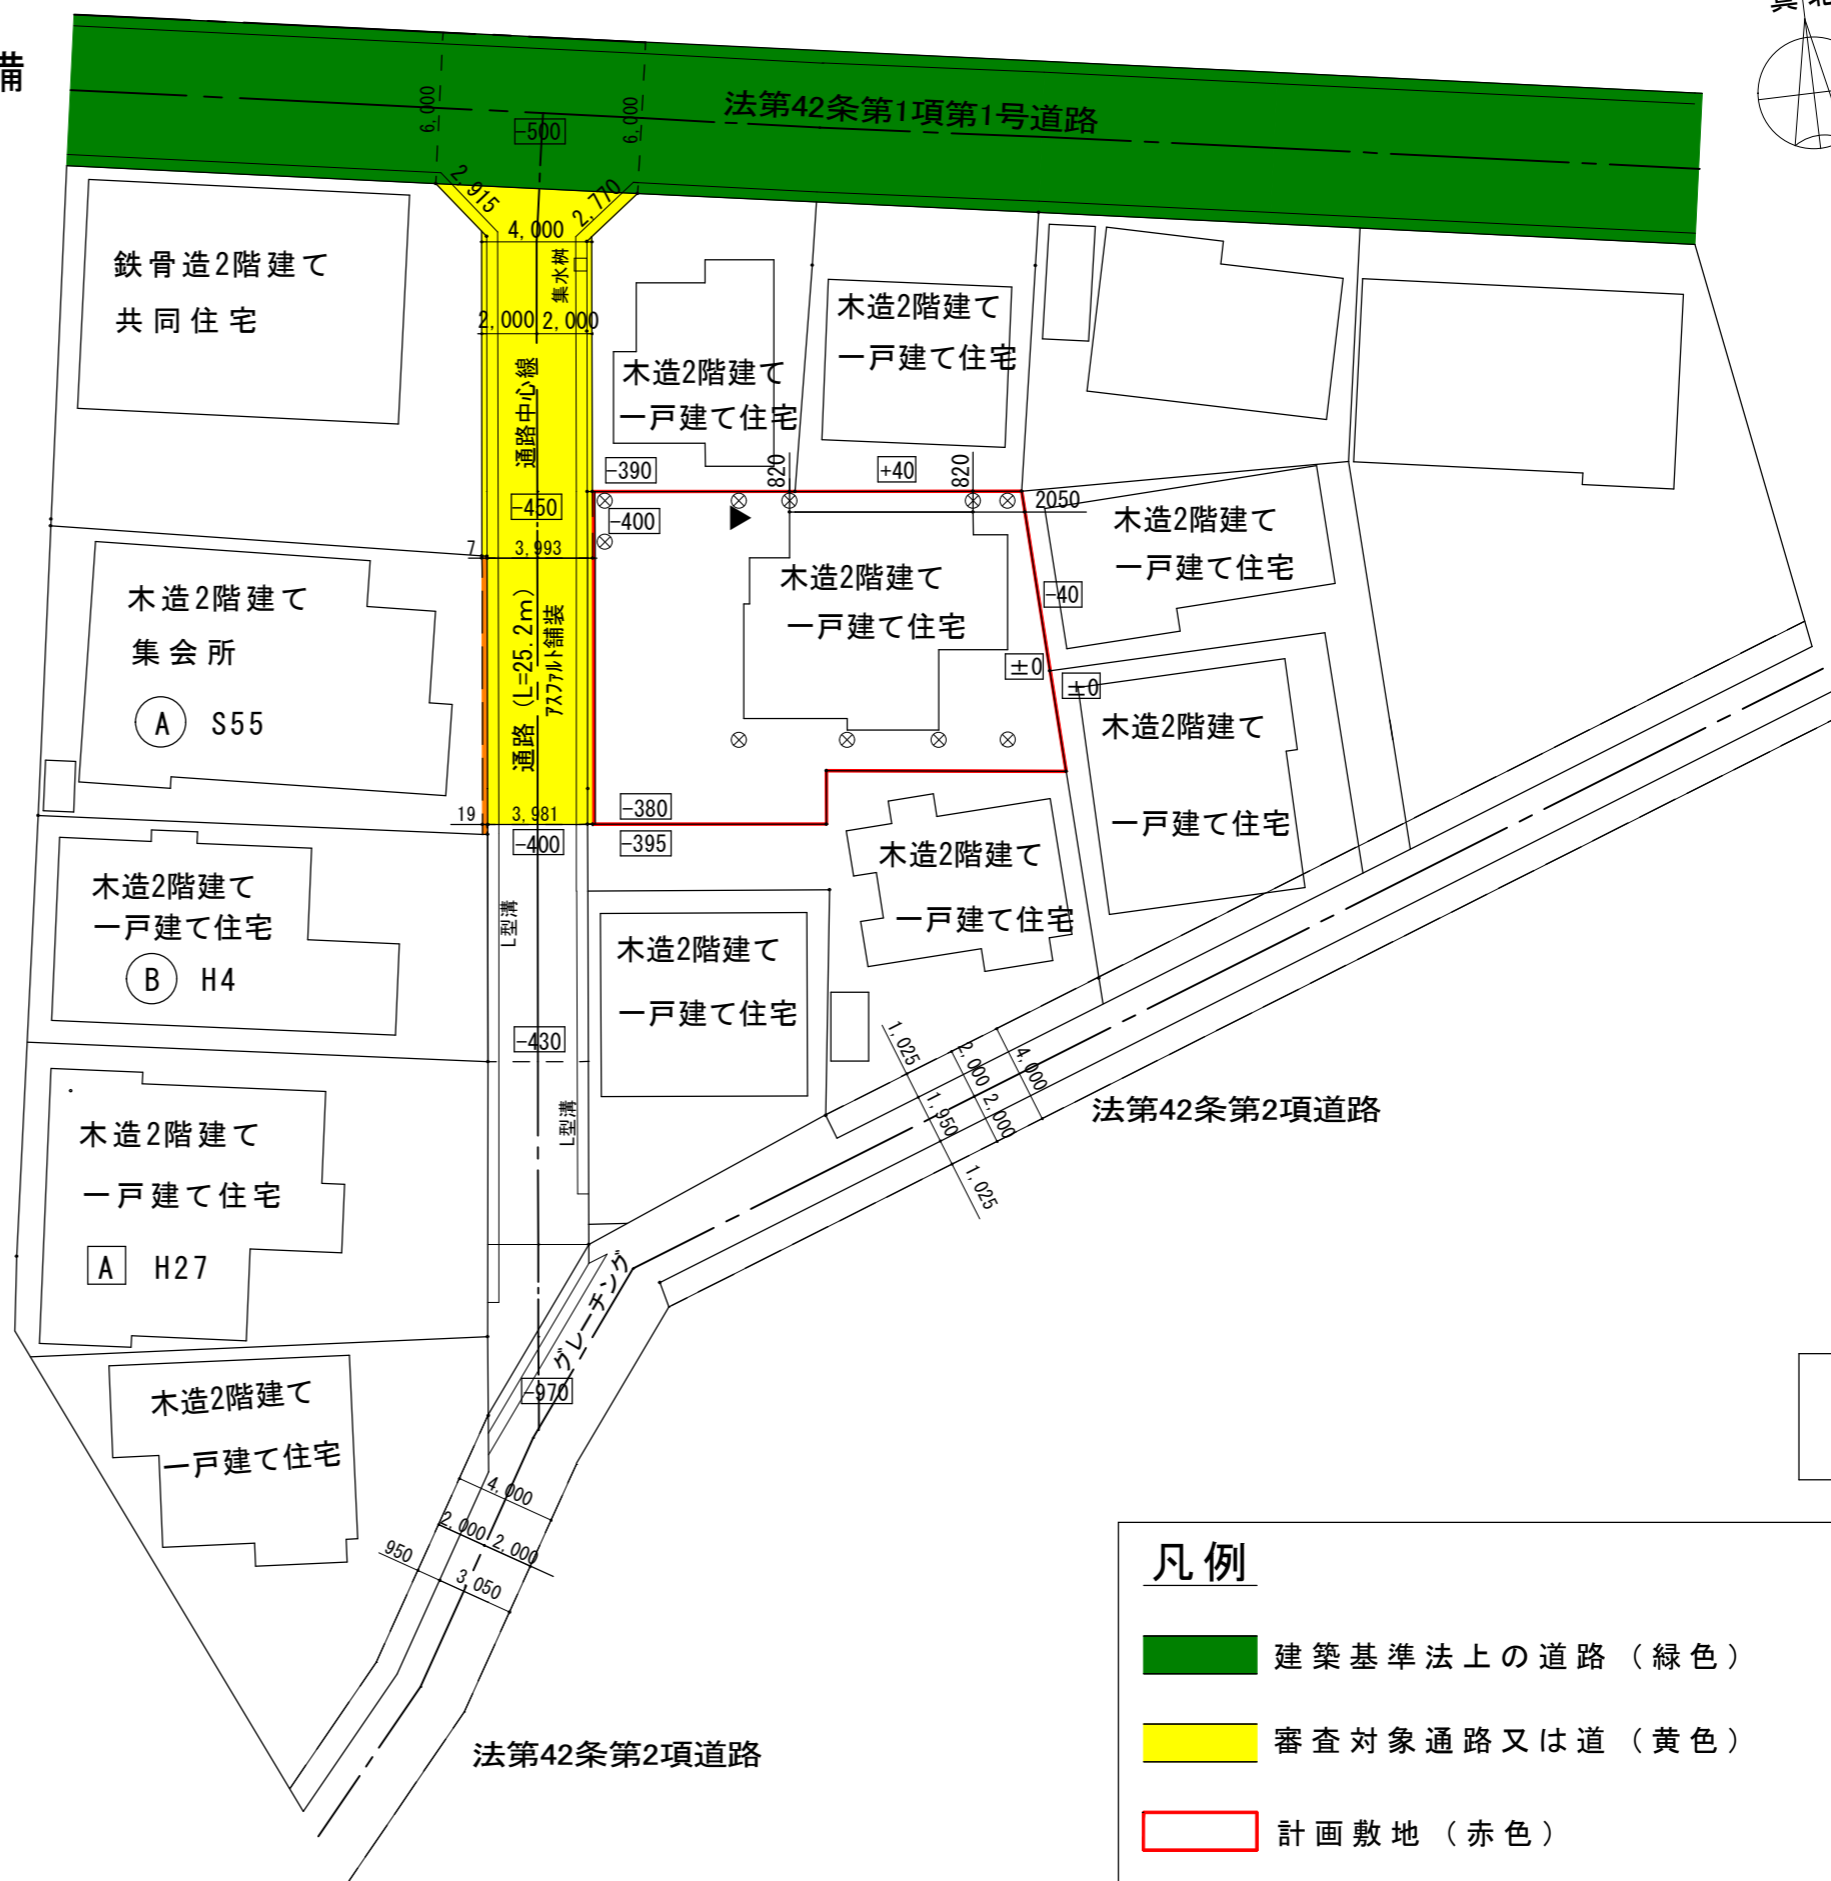 備
真北
法第42条第1項第1号道路
6,000
-500
6,000
2,915
2,770
4,000
集水桝
2,000
2,000
通路中心線
鉄骨造2階建て
共同住宅
木造2階建て
一戸建て住宅
木造2階建て
一戸建て住宅
-390
820
+40
820
2050
-450
-400
7
3,993
木造2階建て
一戸建て住宅
木造2階建て
一戸建て住宅
-40
±0
±0
通路（L=25.2m）
アスファルト舗装
木造2階建て
集会所
A
S55
木造2階建て
一戸建て住宅
19
3,981
-380
-400
-395
木造2階建て
一戸建て住宅
B
H4
L型溝
木造2階建て
一戸建て住宅
木造2階建て
一戸建て住宅
-430
L型溝
1,025
2,000
4,000
1,950
2,000
1,025
法第42条第2項道路
木造2階建て
一戸建て住宅
A
H27
グレーチング
-970
木造2階建て
一戸建て住宅
4,000
2,000
2,000
950
3,050
法第42条第2項道路
凡例
建築基準法上の道路（緑色）
審査対象通路又は道（黄色）
計画敷地（赤色）